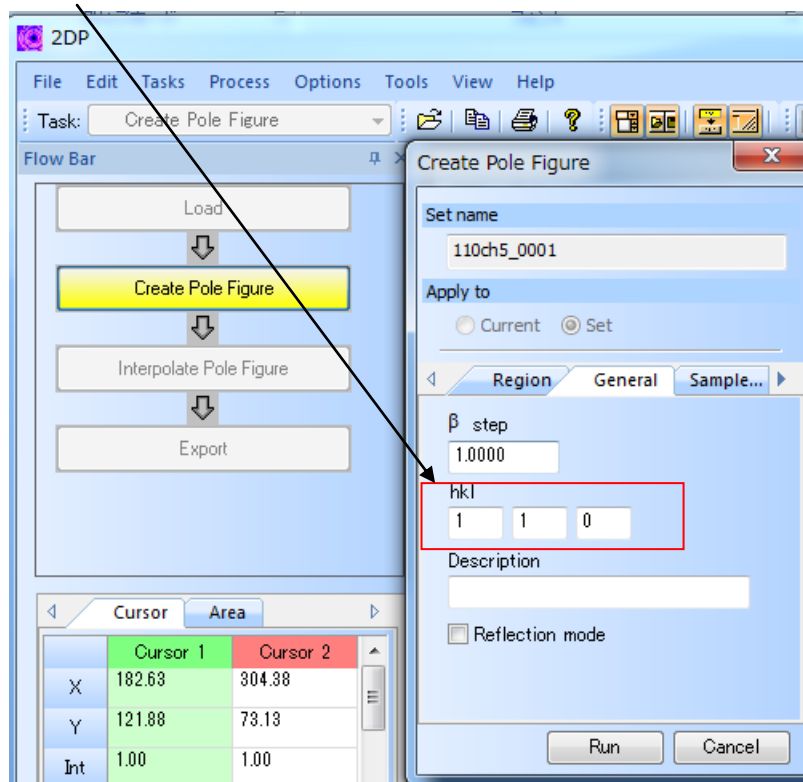 2DP
File Edit Tasks Process Options Tools View Help
Task: Create Pole Figure
Flow Bar
Load
Create Pole Figure
Interpolate Pole Figure
Export
Cursor Area
Cursor 1 Cursor 2
X 182.63 304.38
Y 121.88 73.13
Int 1.00 1.00
Create Pole Figure
Set name
110ch5_0001
Apply to
Current Set
Region General Sample...
β step
1.0000
hkl
1 1 0
Description
Reflection mode
Run Cancel